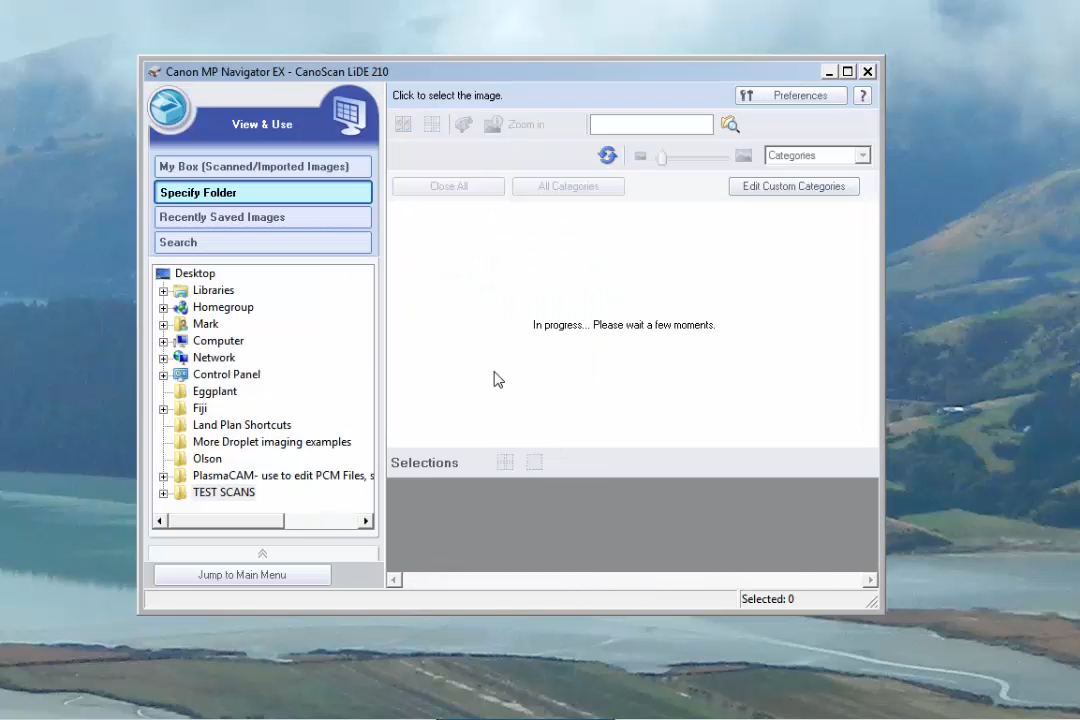 Canon MP Navigator EX - CanoScan LiDE 210
View & Use
Click to select the image.
Preferences
?
Zoom in
Categories
My Box (Scanned/Imported Images)
Specify Folder
Recently Saved Images
Search
Close All
All Categories
Edit Custom Categories
Desktop
Libraries
Homegroup
Mark
Computer
Network
Control Panel
Eggplant
Fiji
Land Plan Shortcuts
More Droplet imaging examples
Olson
PlasmaCAM- use to edit PCM Files, s
TEST SCANS
In progress... Please wait a few moments.
Selections
Jump to Main Menu
Selected: 0